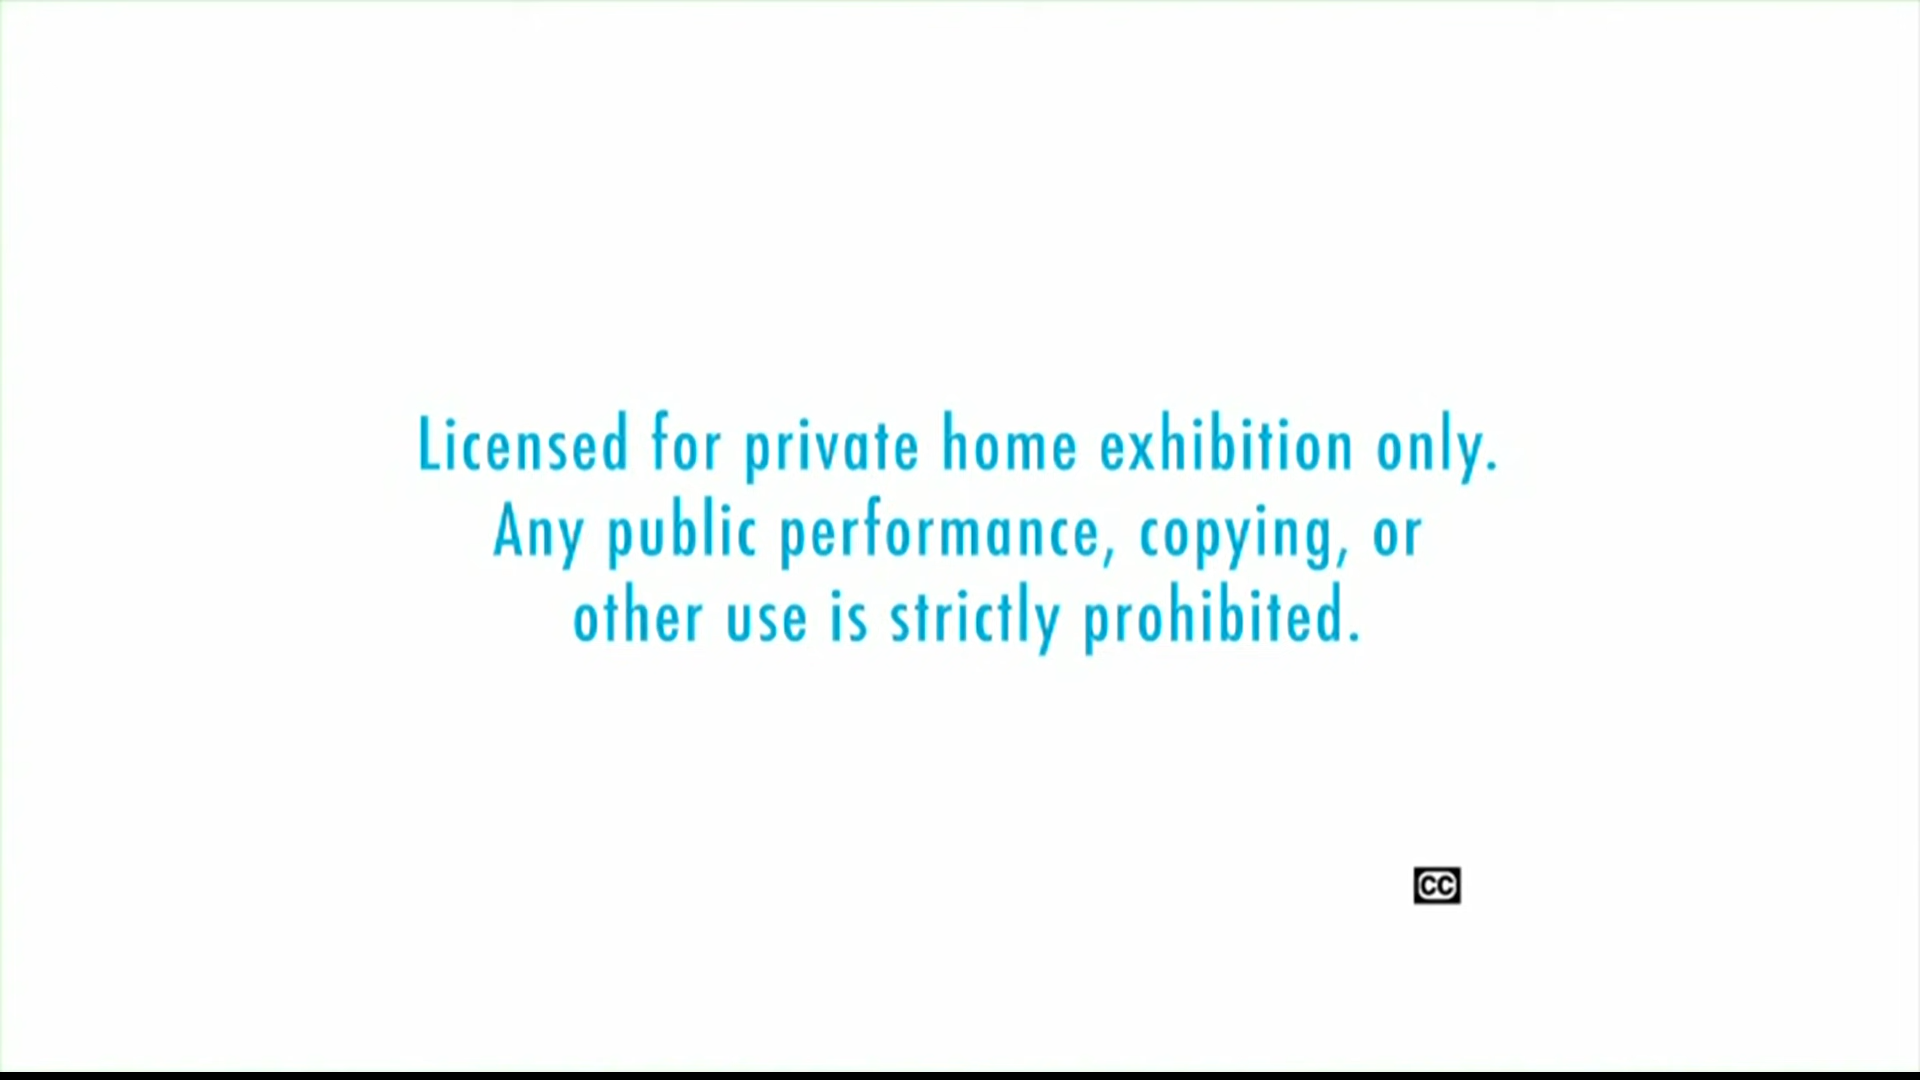 Licensed for private home exhibition only.
Any public performance, copying, or
other use is strictly prohibited.
CC